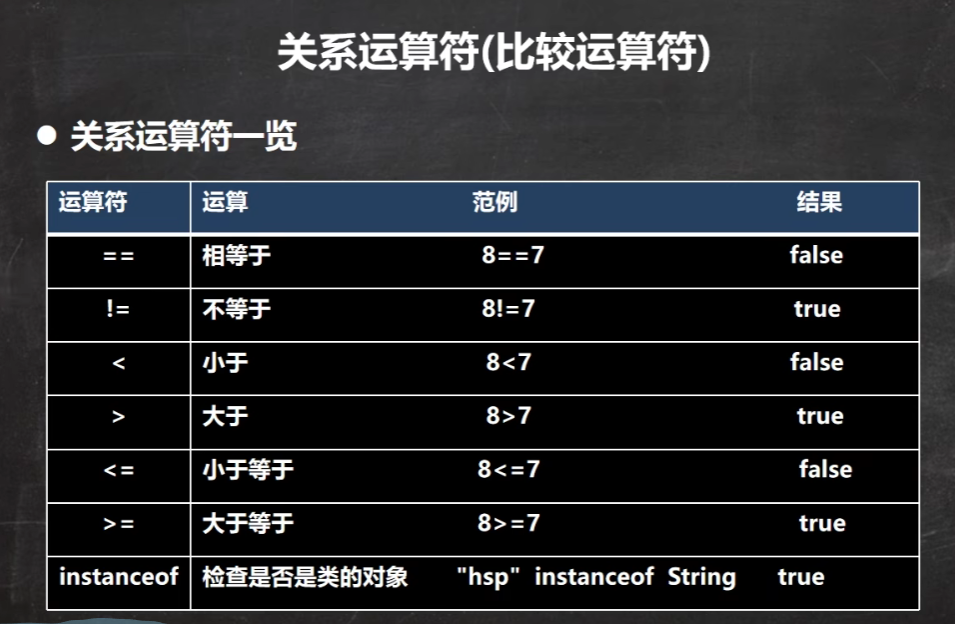 关系运算符(比较运算符)
● 关系运算符一览
运算符 运算 范例 结果
== 相等于 8==7 false
!= 不等于 8!=7 true
< 小于 8<7 false
> 大于 8>7 true
<= 小于等于 8<=7 false
>= 大于等于 8>=7 true
instanceof 检查是否是类的对象 "hsp" instanceof String true